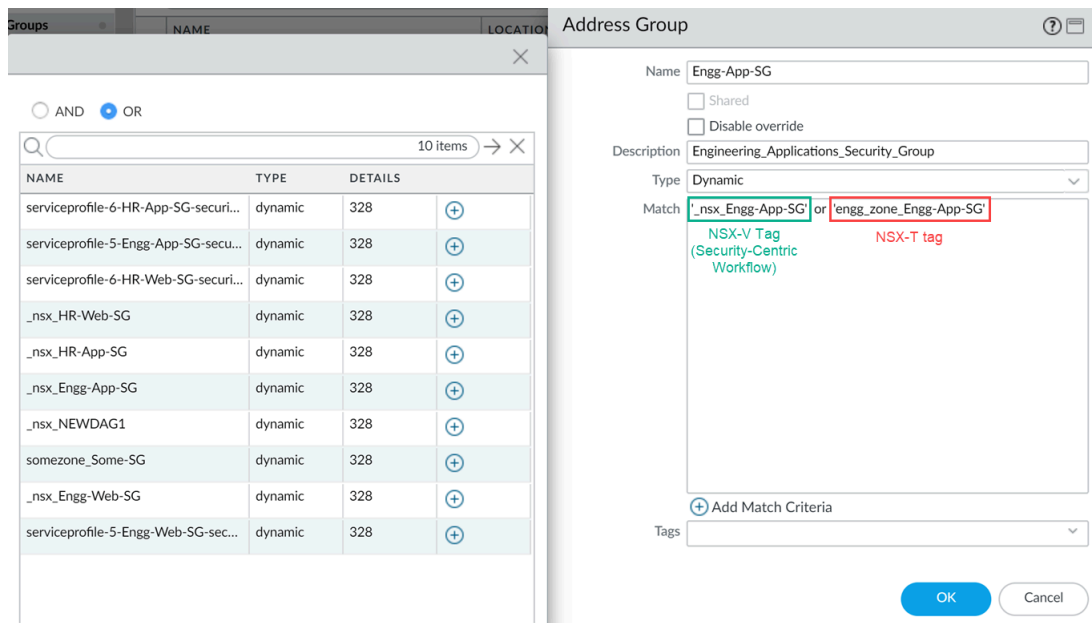 Groups
NAME LOCATION
AND OR
10 items
NAME TYPE DETAILS
serviceprofile-6-HR-App-SG-securi... dynamic 328
serviceprofile-5-Engg-App-SG-secu... dynamic 328
serviceprofile-6-HR-Web-SG-securi... dynamic 328
_nsx_HR-Web-SG dynamic 328
_nsx_HR-App-SG dynamic 328
_nsx_Engg-App-SG dynamic 328
_nsx_NEWDAG1 dynamic 328
somezone_Some-SG dynamic 328
_nsx_Engg-Web-SG dynamic 328
serviceprofile-5-Engg-Web-SG-sec... dynamic 328
Address Group
Name Engg-App-SG
Shared
Disable override
Description Engineering_Applications_Security_Group
Type Dynamic
Match '_nsx_Engg-App-SG' or 'engg_zone_Engg-App-SG'
NSX-V Tag
(Security-Centric
Workflow)
NSX-T tag
Add Match Criteria
Tags
OK Cancel